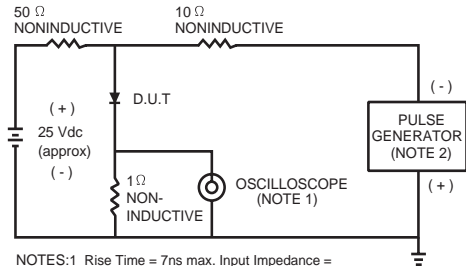 50 Ω
NONINDUCTIVE
10 Ω
NONINDUCTIVE
( + )
25 Vdc
(approx)
( - )
D.U.T
1 Ω
NON-
INDUCTIVE
OSCILLOSCOPE
(NOTE 1)
( - )
PULSE
GENERATOR
(NOTE 2)
( + )
NOTES:1 Rise Time = 7ns max. Input Impedance =